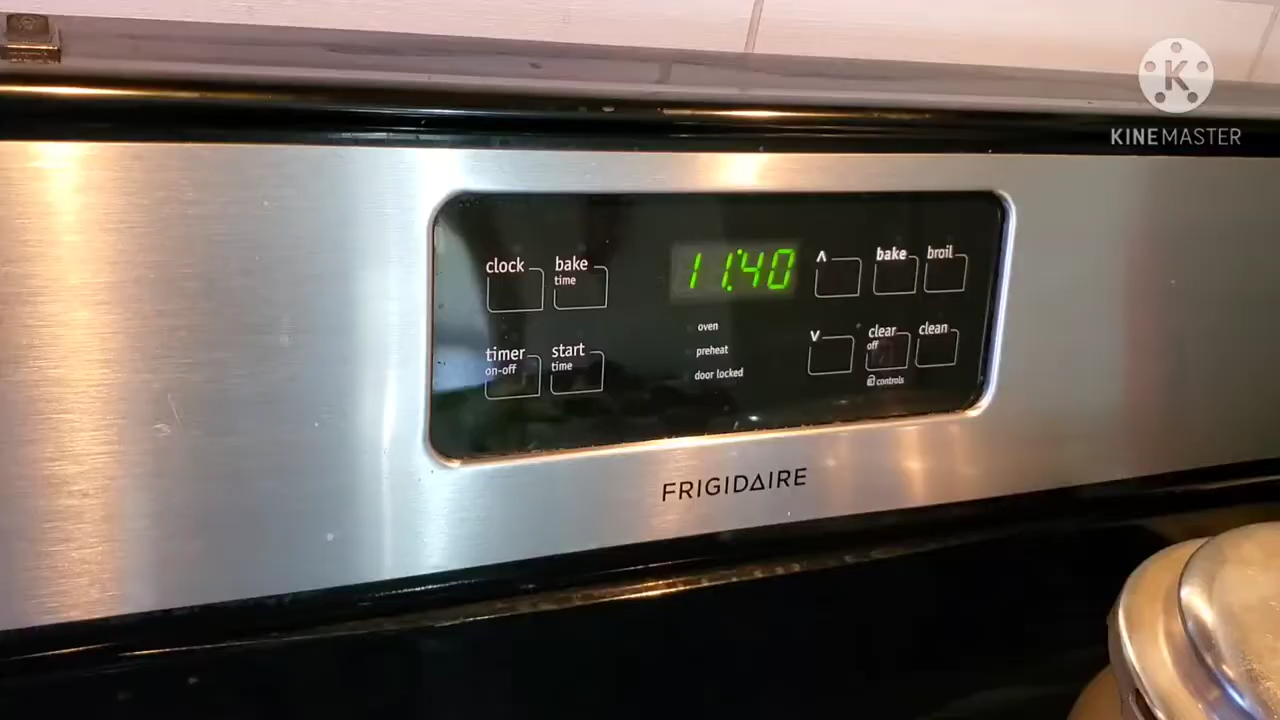 K
KINEMASTER
clock
bake
time
11:40
^
bake
broil
timer
on-off
start
time
oven
preheat
door locked
v
clear
off
clean
controls
FRIGIDAIRE